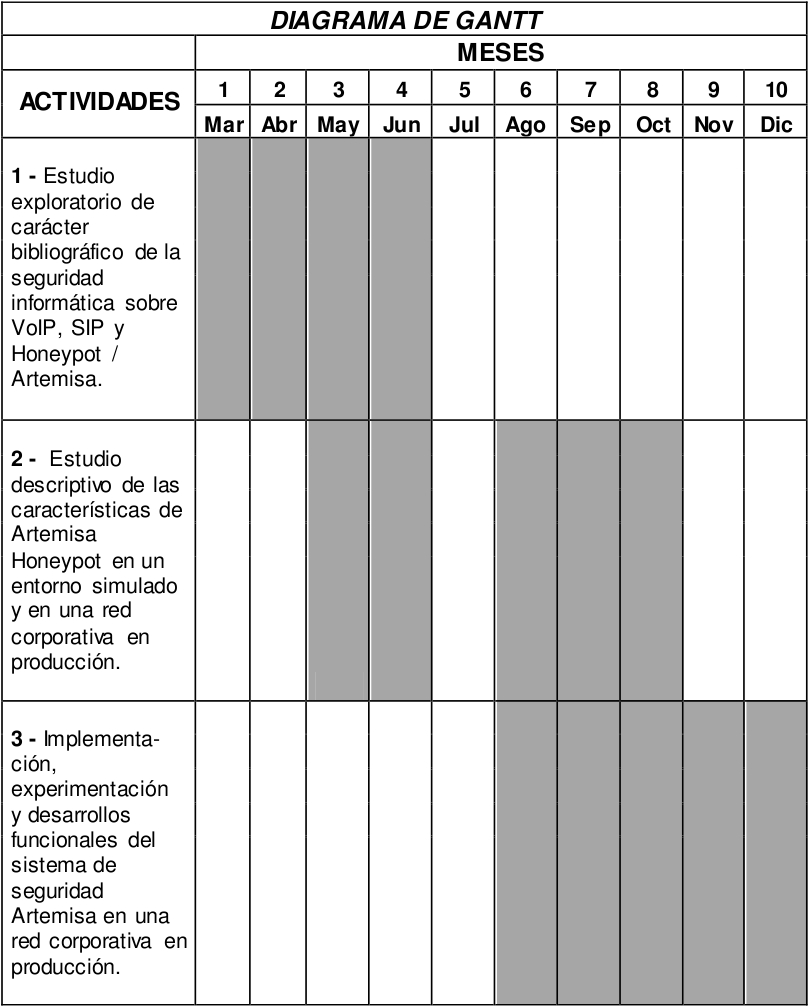 DIAGRAMA DE GANTT
MESES
ACTIVIDADES
1 2 3 4 5 6 7 8 9 10
Mar Abr May Jun Jul Ago Sep Oct Nov Dic
1 - Estudio
exploratorio de
carácter
bibliográfico de la
seguridad
informática sobre
VoIP, SIP y
Honeypot /
Artemisa.
2 - Estudio
descriptivo de las
características de
Artemisa
Honeypot en un
entorno simulado
y en una red
corporativa en
producción.
3 - Implementa-
ción,
experimentación
y desarrollos
funcionales del
sistema de
seguridad
Artemisa en una
red corporativa en
producción.